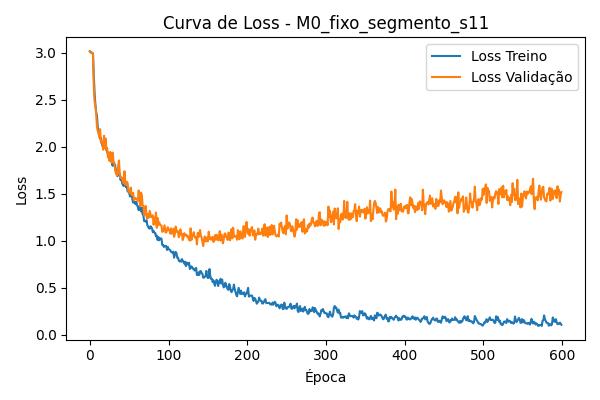 Curva de Loss - M0_fixo_segmento_s11
Loss Treino
Loss Validação
3.0
2.5
2.0
1.5
1.0
0.5
0.0
Loss
0 100 200 300 400 500 600
Época